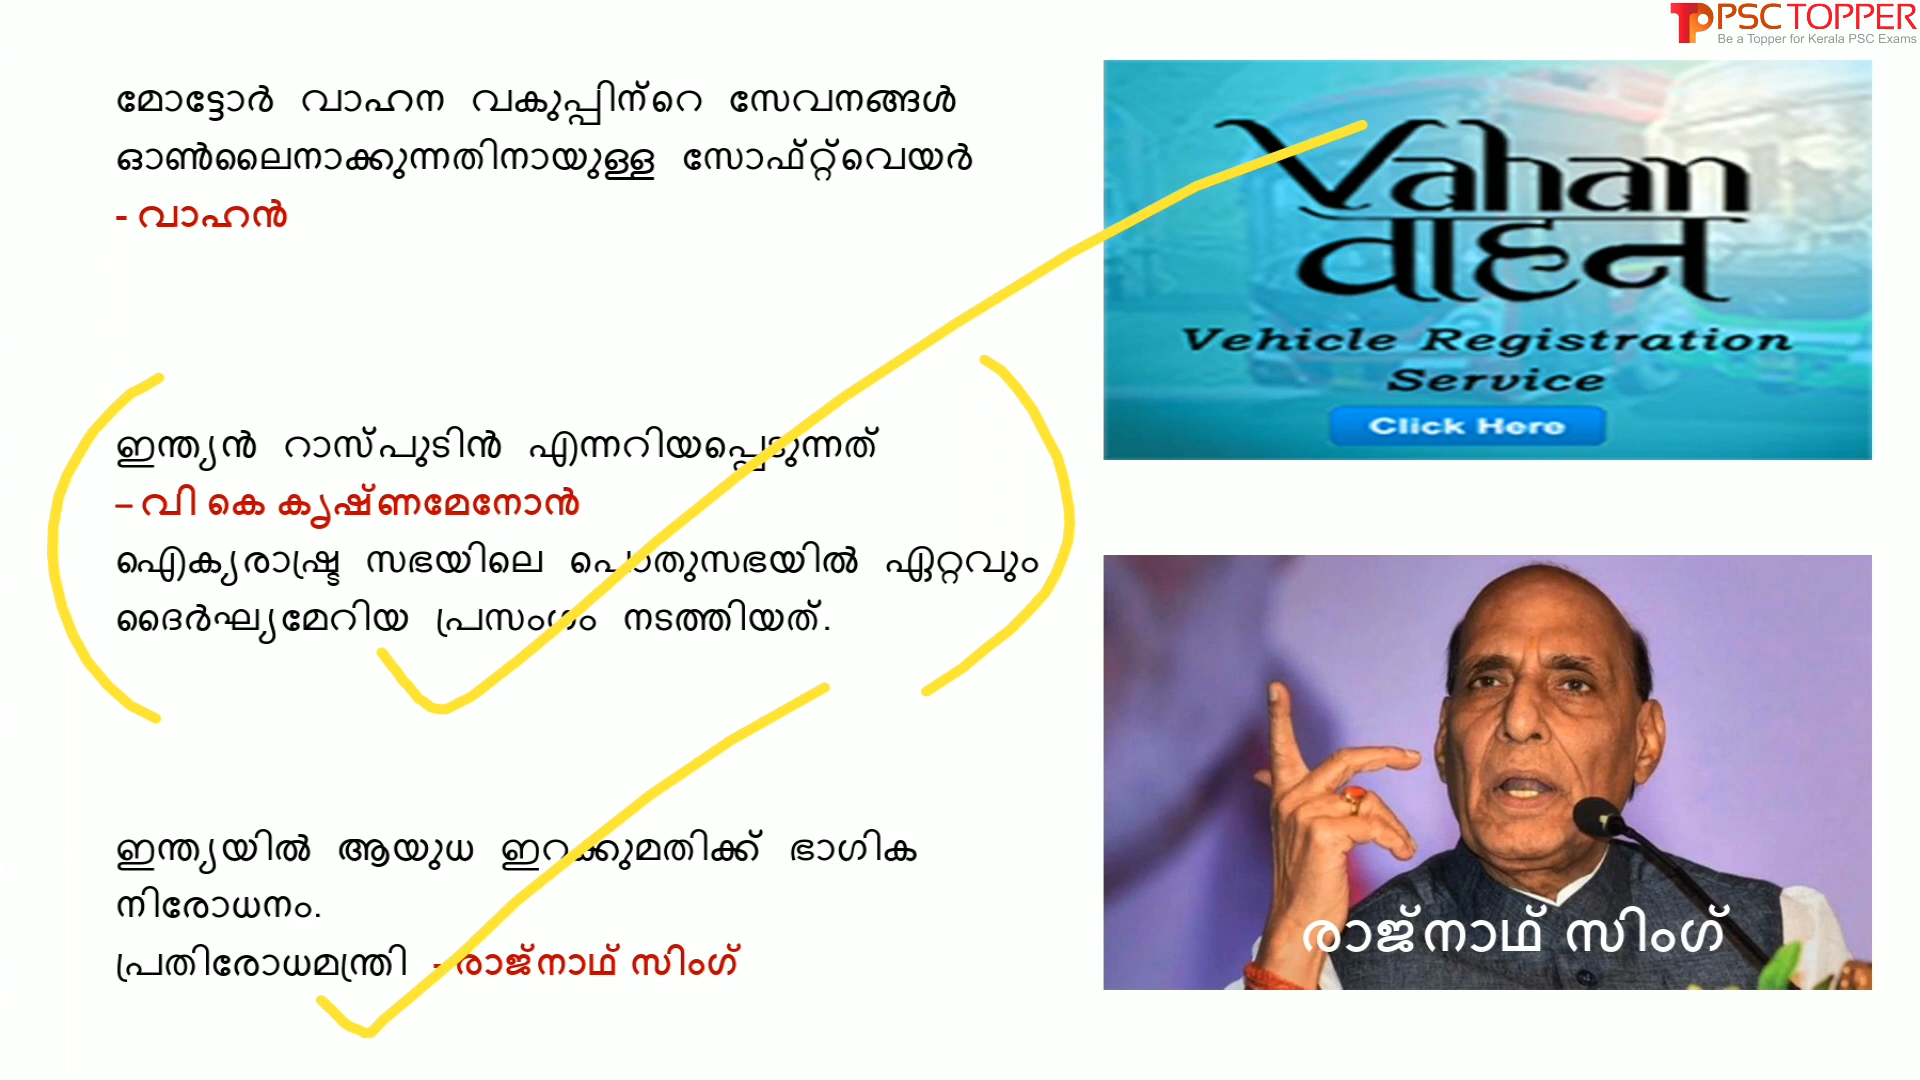 PSC TOPPER
Be a Topper for Kerala PSC Exams
മോട്ടോർ വാഹന വകുപ്പിന്റെ സേവനങ്ങൾ
ഓൺലൈനാക്കുന്നതിനായുള്ള സോഫ്റ്റ്‌വെയർ
- വാഹൻ
Vahan
वाहन
Vehicle Registration
Service
Click Here
ഇന്ത്യൻ റാസ്പുടിൻ എന്നറിയപ്പെടുന്നത്
– വി കെ കൃഷ്ണമേനോൻ
ഐക്യരാഷ്ട്ര സഭയിലെ പൊതുസഭയിൽ ഏറ്റവും
ദൈർഘ്യമേറിയ പ്രസംഗം നടത്തിയത്.
ഇന്ത്യയിൽ ആയുധ ഇറക്കുമതിക്ക് ഭാഗിക
നിരോധനം.
പ്രതിരോധമന്ത്രി - രാജ്നാഥ് സിംഗ്
രാജ്നാഥ് സിംഗ്